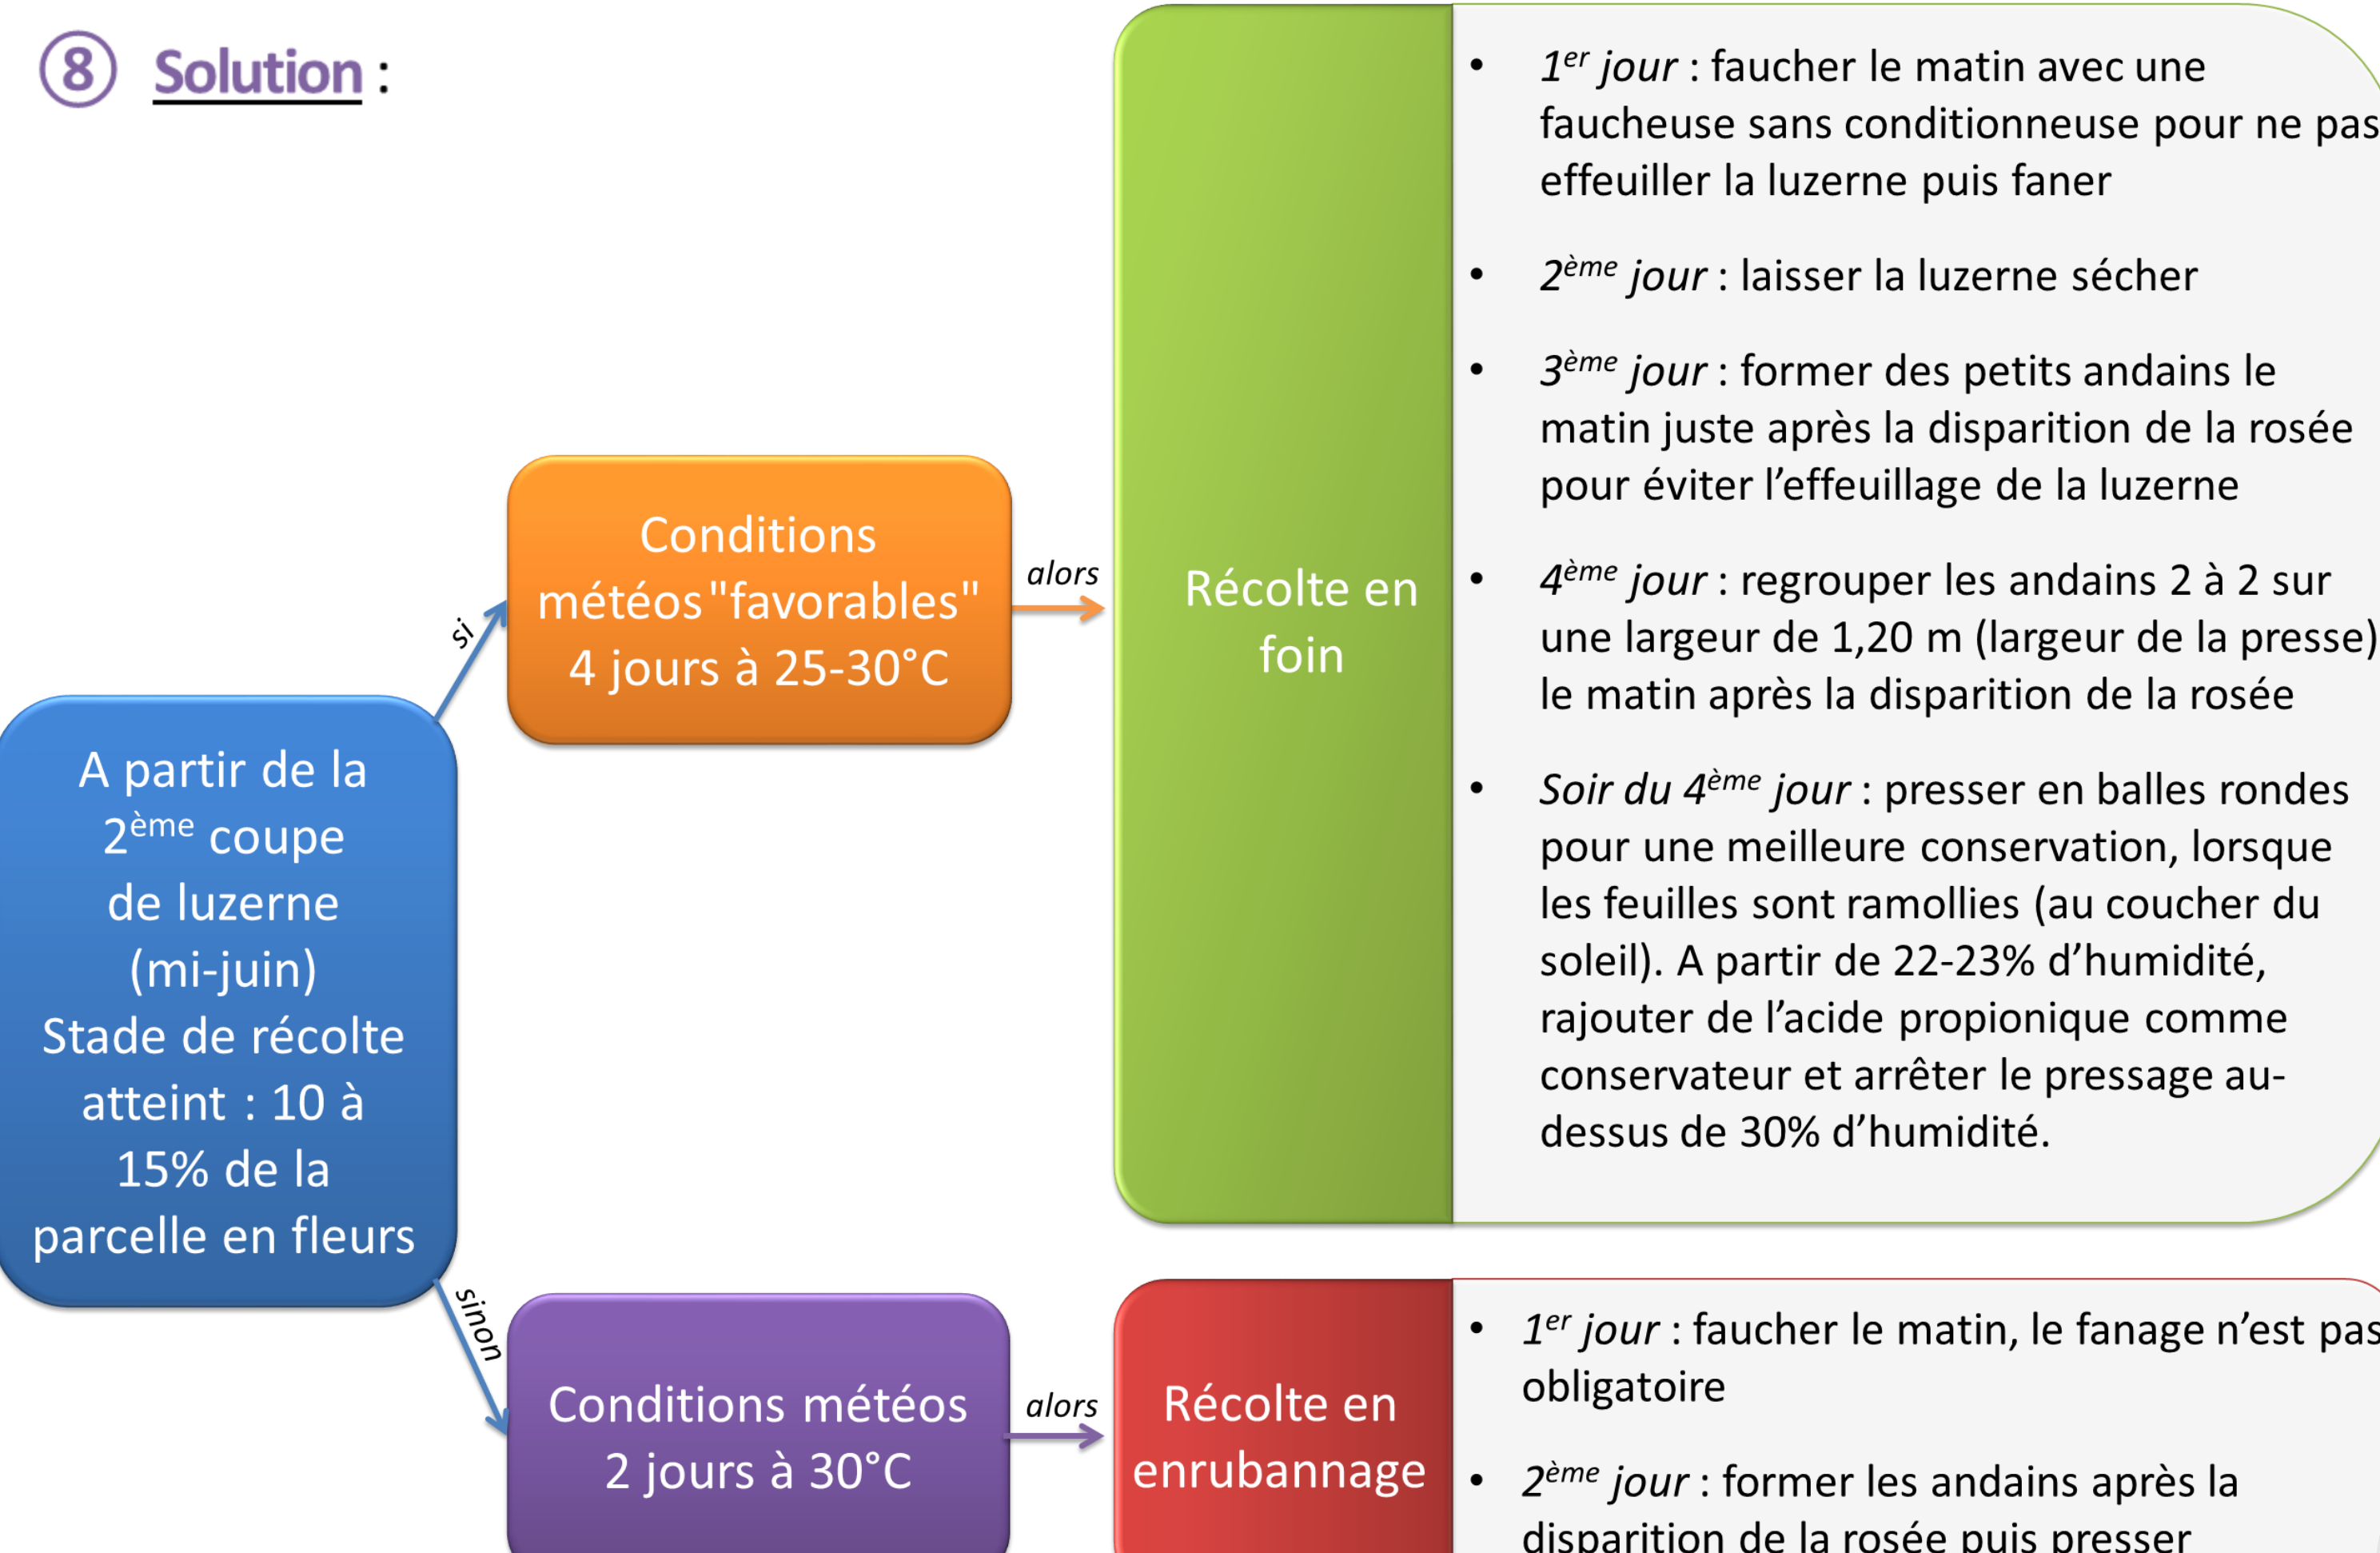 8 Solution :
A partir de la
2ème coupe
de luzerne
(mi-juin)
Stade de récolte
atteint : 10 à
15% de la
parcelle en fleurs
si
Conditions
météos "favorables"
4 jours à 25-30°C
alors
Récolte en
foin
• 1er jour : faucher le matin avec une
faucheuse sans conditionneuse pour ne pas
effeuiller la luzerne puis faner
• 2ème jour : laisser la luzerne sécher
• 3ème jour : former des petits andains le
matin juste après la disparition de la rosée
pour éviter l’effeuillage de la luzerne
• 4ème jour : regrouper les andains 2 à 2 sur
une largeur de 1,20 m (largeur de la presse)
le matin après la disparition de la rosée
• Soir du 4ème jour : presser en balles rondes
pour une meilleure conservation, lorsque
les feuilles sont ramollies (au coucher du
soleil). A partir de 22-23% d’humidité,
rajouter de l’acide propionique comme
conservateur et arrêter le pressage au-
dessus de 30% d’humidité.
sinon
Conditions météos
2 jours à 30°C
alors
Récolte en
enrubannage
• 1er jour : faucher le matin, le fanage n’est pas
obligatoire
• 2ème jour : former les andains après la
disparition de la rosée puis presser